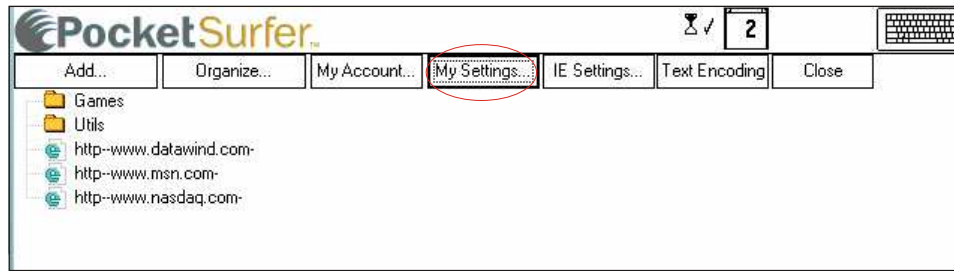 PocketSurfer™ 2
Add... Organize... My Account... My Settings... IE Settings... Text Encoding Close
Games
Utils
http--www.datawind.com-
http--www.msn.com-
http--www.nasdaq.com-